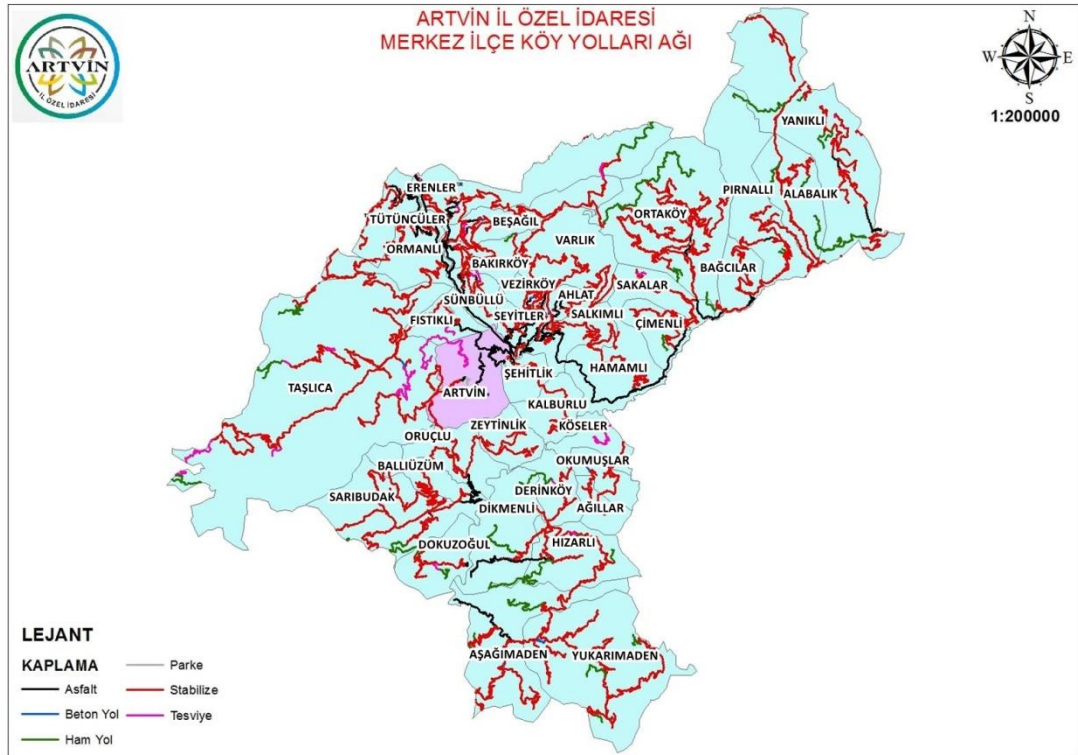 ARTVİN İL ÖZEL İDARESİ
MERKEZ İLÇE KÖY YOLLARI AĞI
ARTVİN
İL ÖZEL İDARESİ
N
W E
S
1:200000
YANIKLI
ERENLER
PIRNALLI
ALABALIK
TÜTÜNCÜLER
BEŞAĞIL
ORTAKÖY
ORMANLI
VARLIK
BAKIRKÖY
BAĞCILAR
VEZİRKÖY
SAKALAR
SÜNBÜLLÜ
AHLAT
SEYİTLER
SALKIMLI
FISTIKLI
ÇİMENLİ
ŞEHİTLİK
HAMAMLI
TAŞLICA
ARTVİN
KALBURLU
ZEYTİNLİK
KÖSELER
ORUÇLU
BALLIÜZÜM
OKUMUŞLAR
SARIBUDAK
DERİNKÖY
DİKMENLİ
AĞILLAR
DOKUZOĞUL
HIZARLI
AŞAĞIMADEN
YUKARIMADEN
LEJANT
KAPLAMA
Asfalt
Beton Yol
Ham Yol
Parke
Stabilize
Tesviye